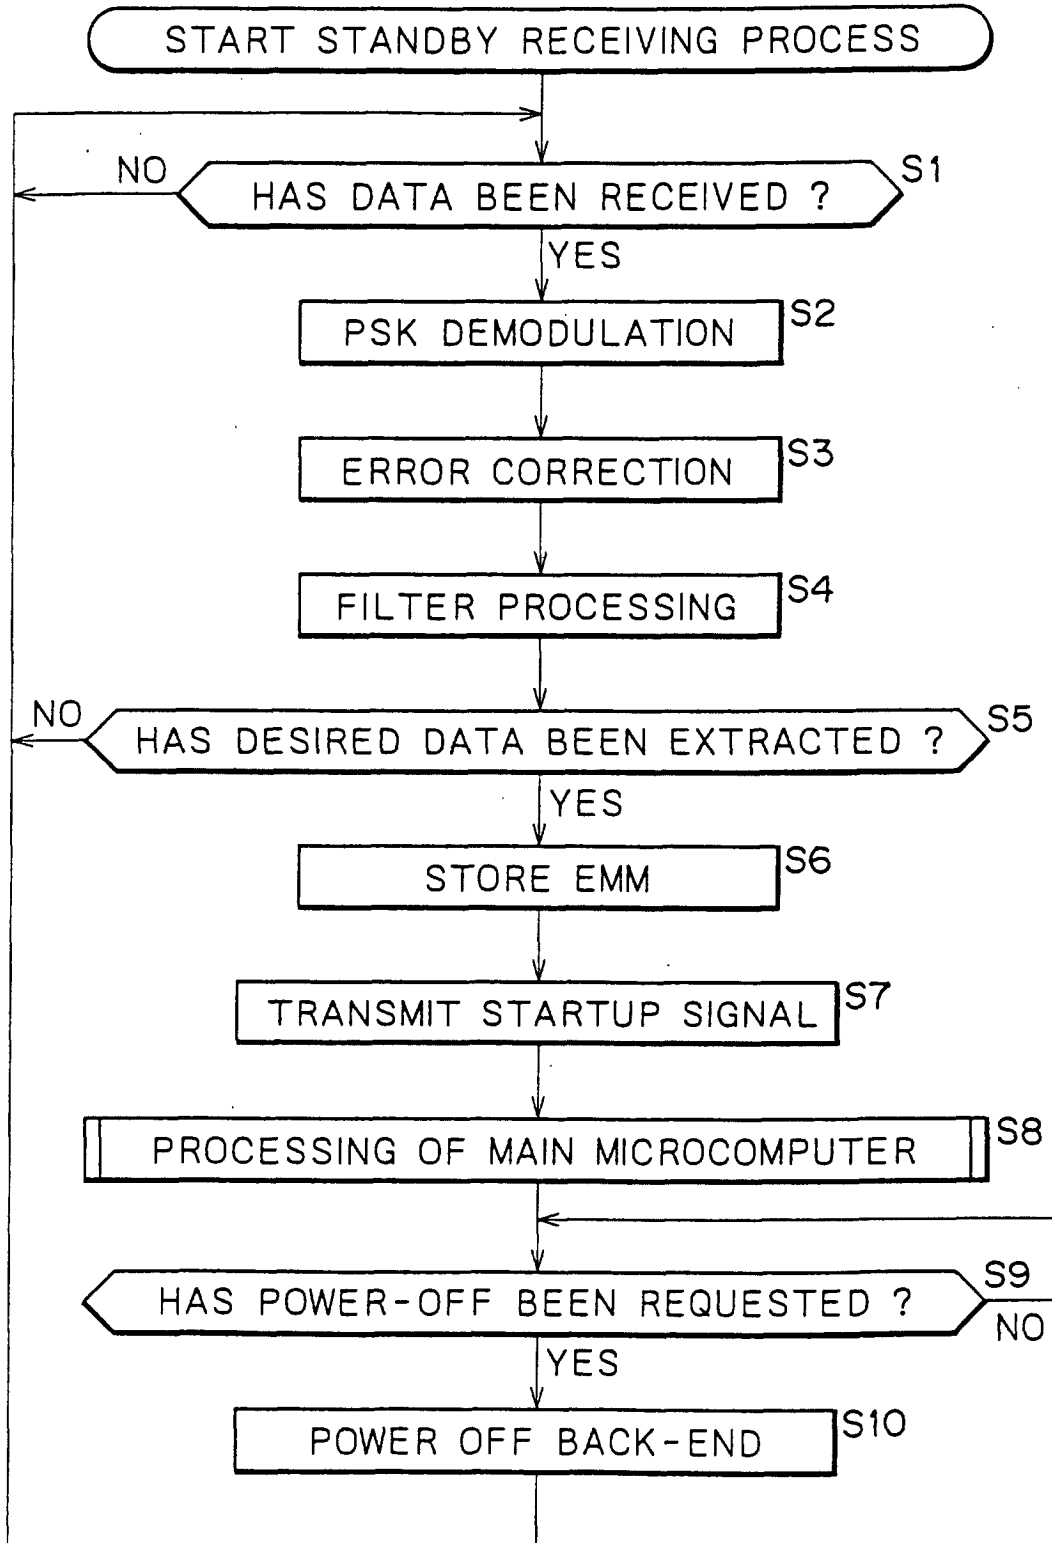 START STANDBY RECEIVING PROCESS
NO
HAS DATA BEEN RECEIVED ?
S1
YES
PSK DEMODULATION
S2
ERROR CORRECTION
S3
FILTER PROCESSING
S4
NO
HAS DESIRED DATA BEEN EXTRACTED ?
S5
YES
STORE EMM
S6
TRANSMIT STARTUP SIGNAL
S7
PROCESSING OF MAIN MICROCOMPUTER
S8
HAS POWER-OFF BEEN REQUESTED ?
S9
NO
YES
POWER OFF BACK-END
S10